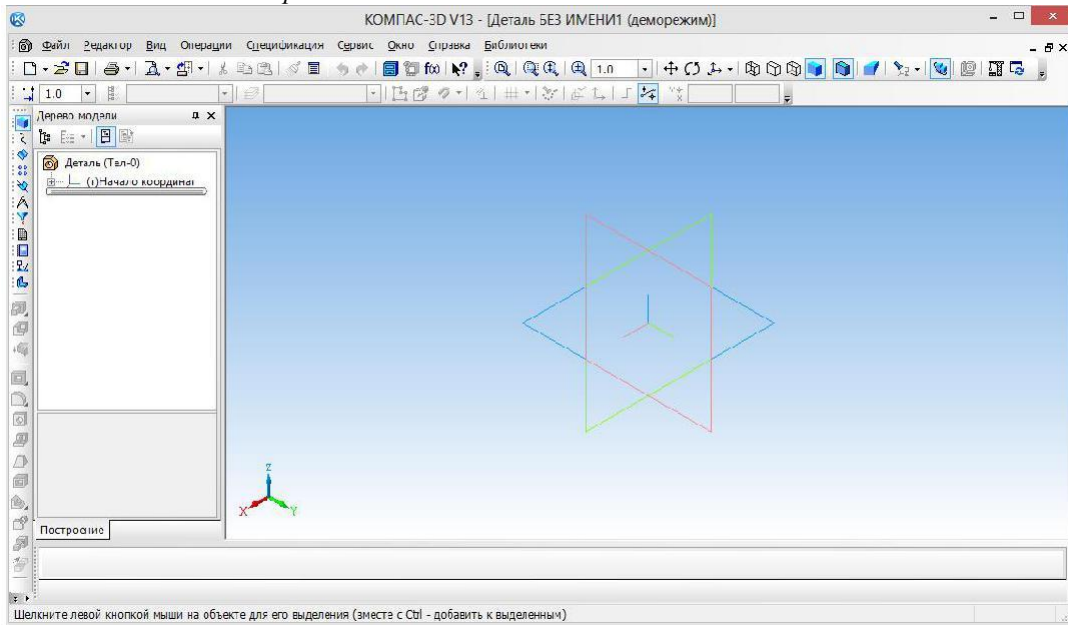 КОМПАС-3D V13 - [Деталь БЕЗ ИМЕНИ1 (деморежим)]
Файл Редактор Вид Операции Спецификация Сервис Окно Справка Библиотеки
1.0
1.0
Дерево модели
Деталь (Тел-0)
(т)Начало координат
Z
X
Y
Построение
Щелкните левой кнопкой мыши на объекте для его выделения (вместе с Ctrl - добавить к выделенным)